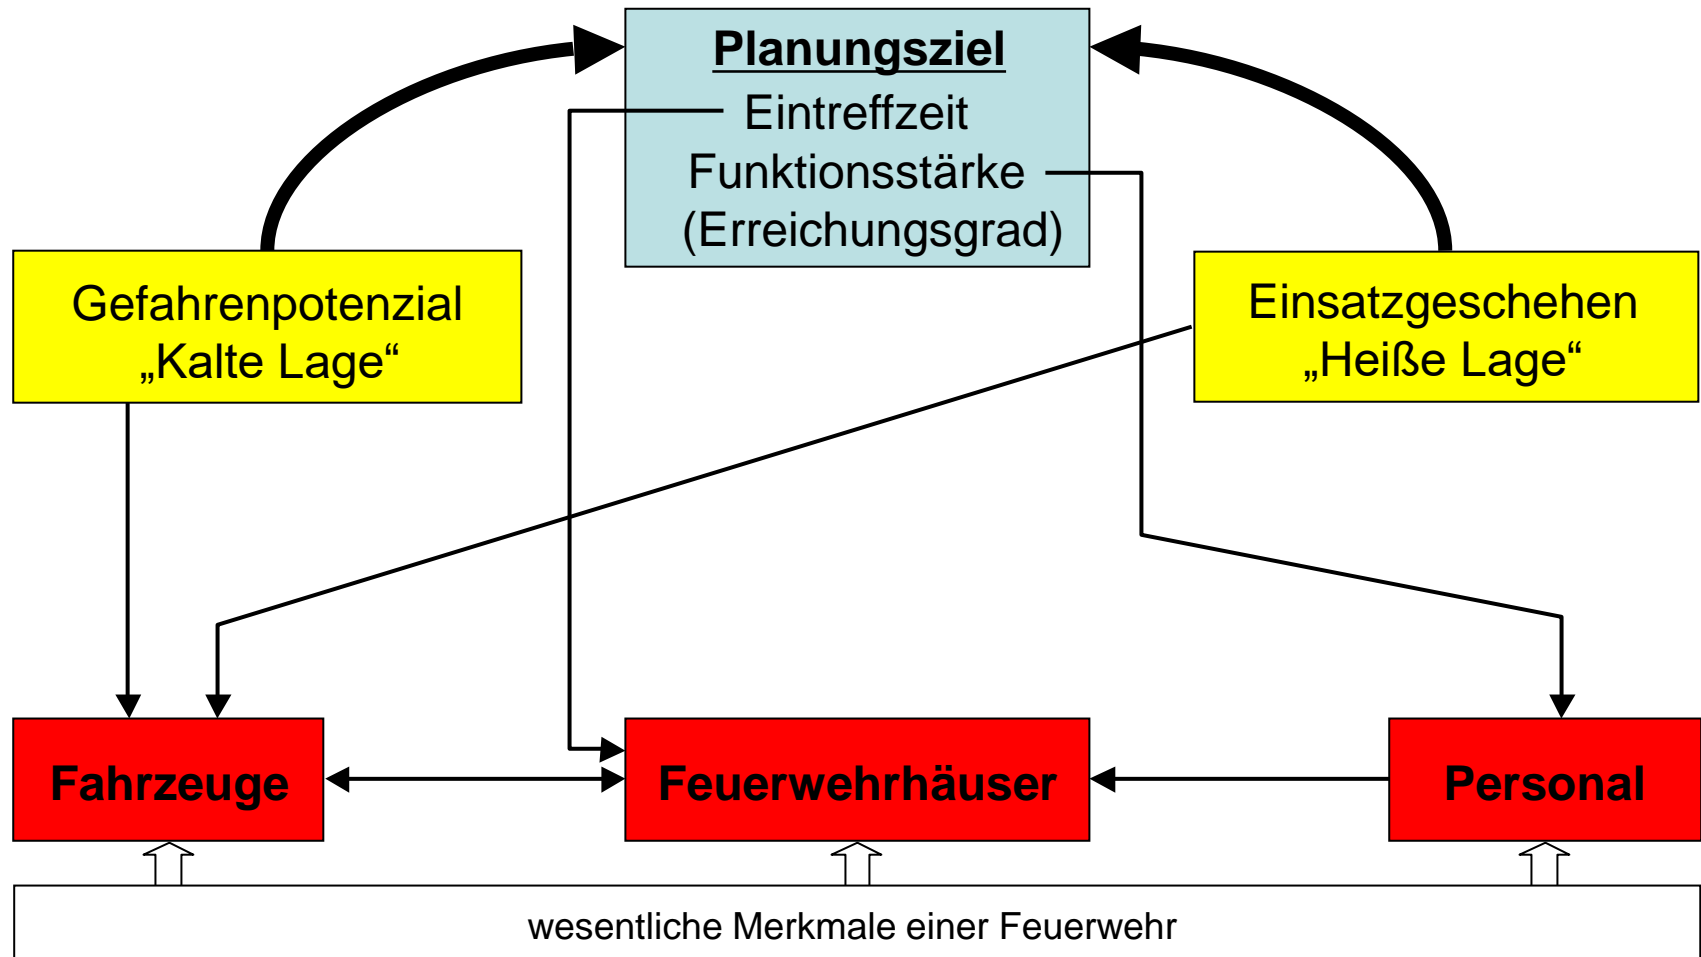 Planungsziel
Eintreffzeit
Funktionsstärke
(Erreichungsgrad)
Gefahrenpotenzial
„Kalte Lage“
Einsatzgeschehen
„Heiße Lage“
Fahrzeuge
Feuerwehrhäuser
Personal
wesentliche Merkmale einer Feuerwehr